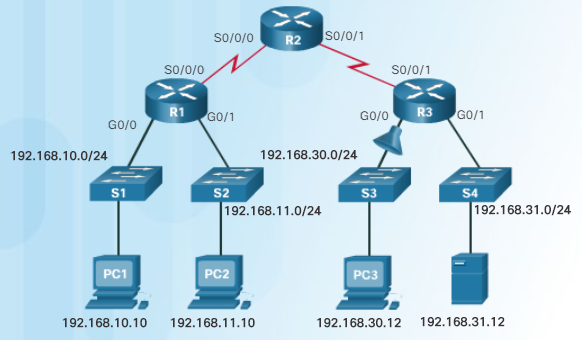 R2
S0/0/0
S0/0/1
S0/0/0
S0/0/1
R1
R3
G0/0
G0/1
G0/0
G0/1
192.168.10.0/24
192.168.30.0/24
S1
S2
S3
S4
192.168.11.0/24
192.168.31.0/24
PC1
PC2
PC3
192.168.10.10
192.168.11.10
192.168.30.12
192.168.31.12